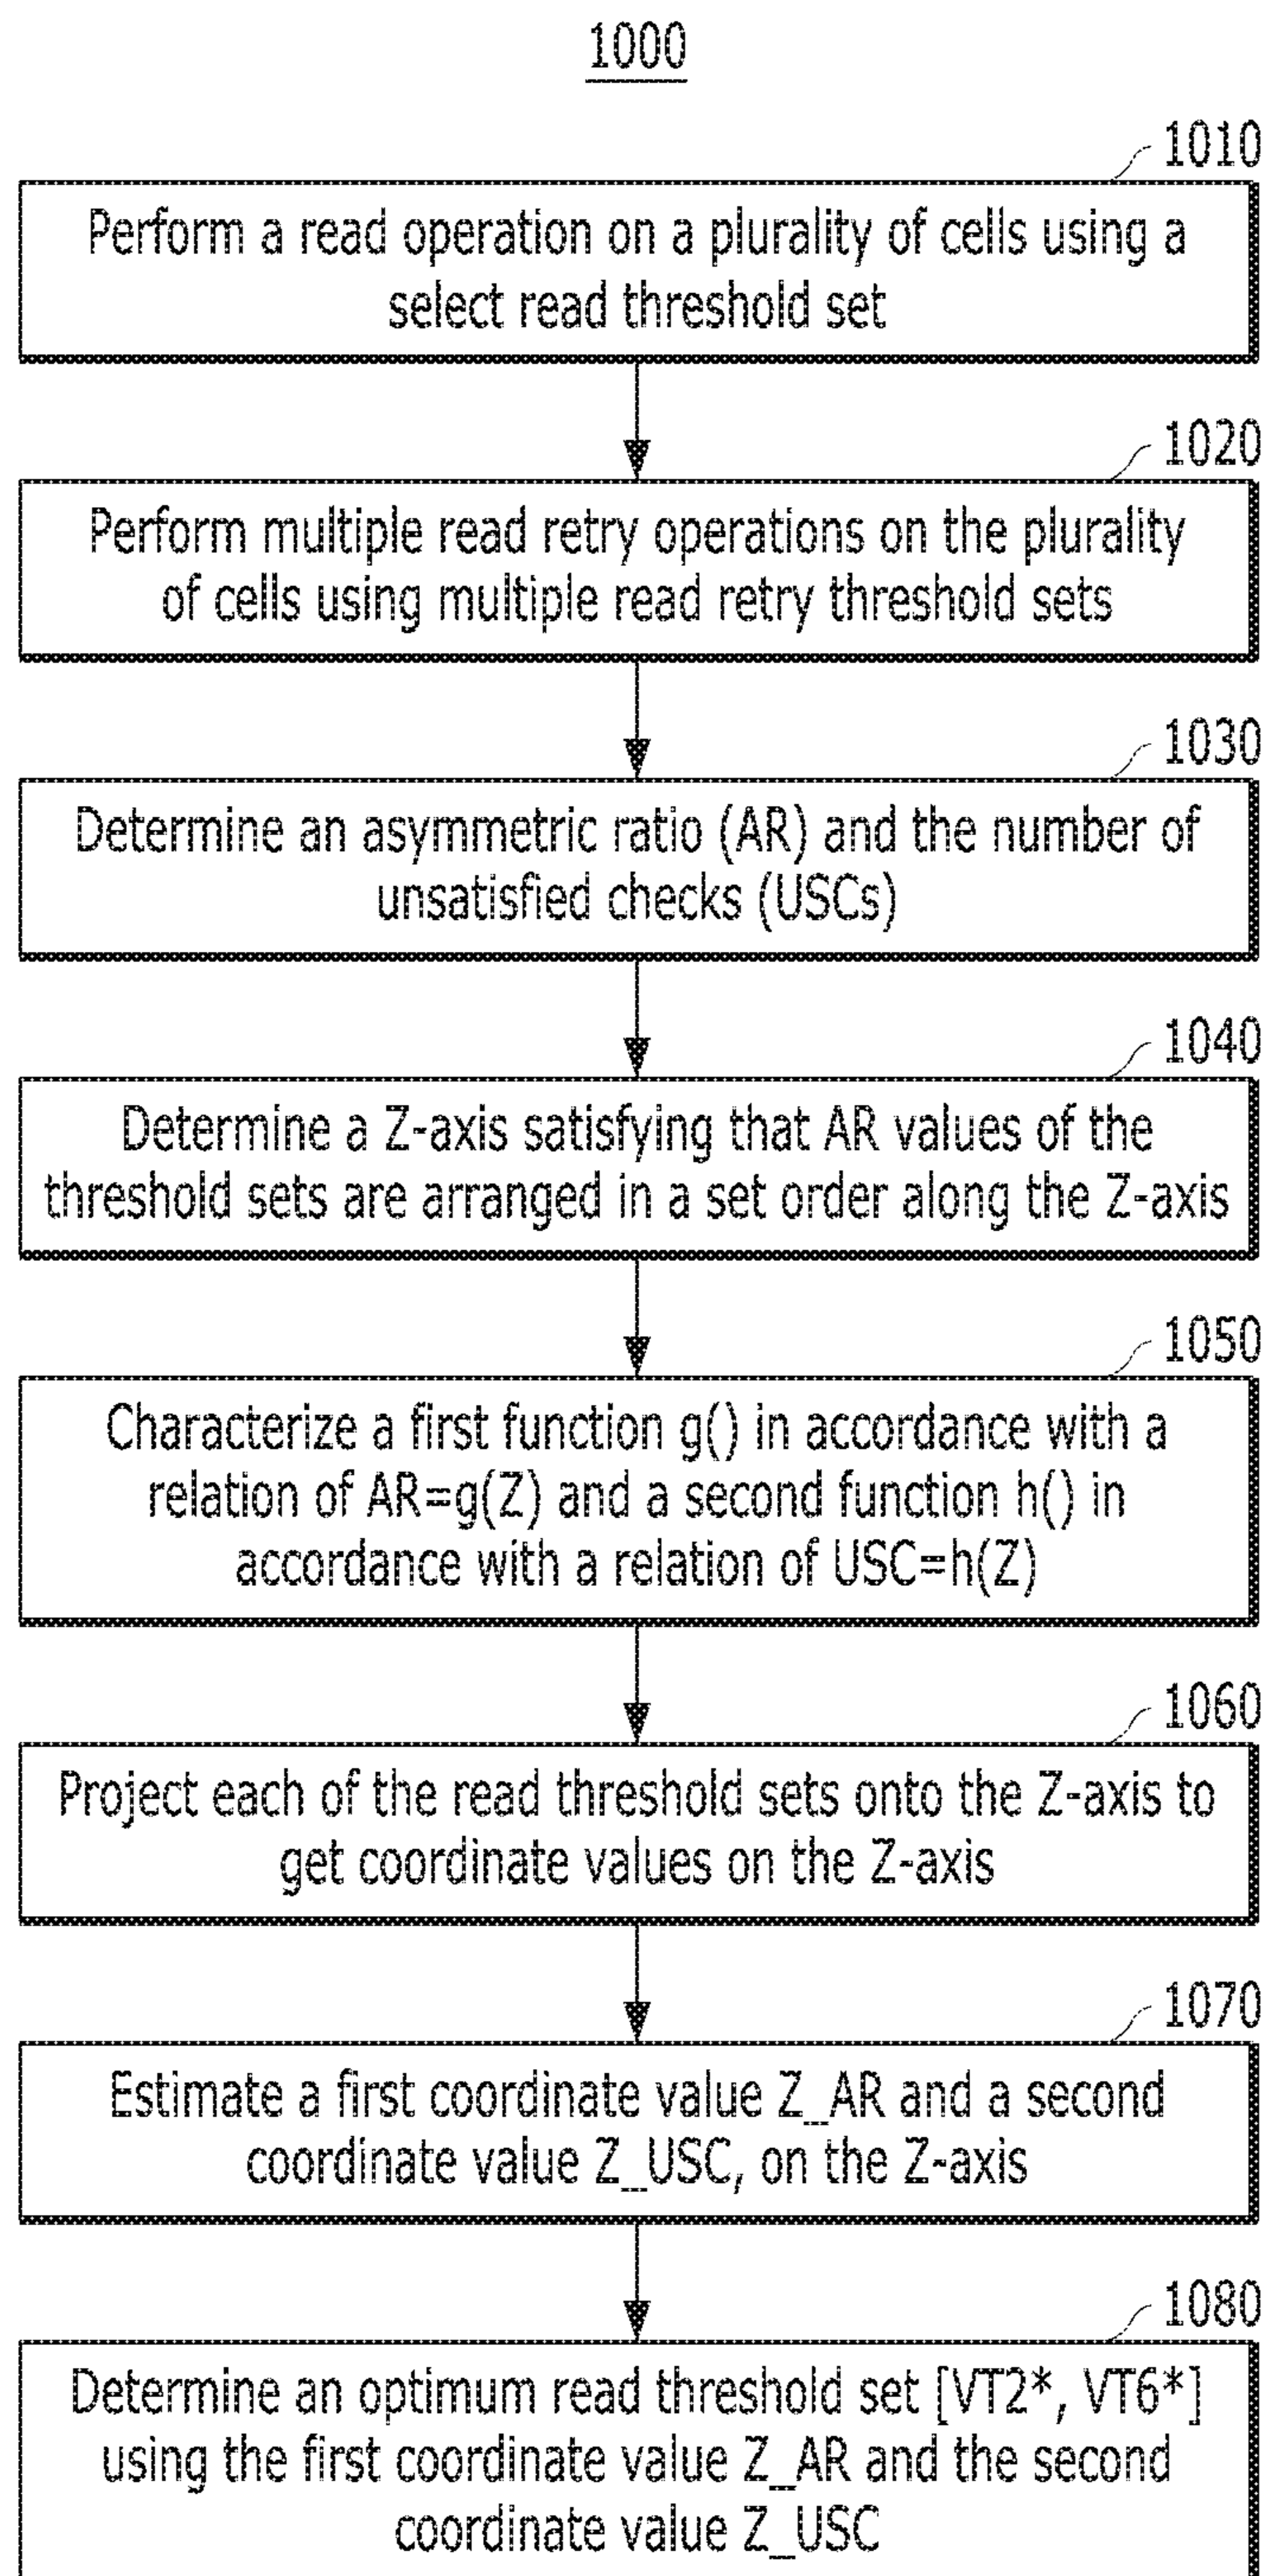 1000
1010
Perform a read operation on a plurality of cells using a
select read threshold set
1020
Perform multiple read retry operations on the plurality
of cells using multiple read retry threshold sets
1030
Determine an asymmetric ratio (AR) and the number of
unsatisfied checks (USCs)
1040
Determine a Z-axis satisfying that AR values of the
threshold sets are arranged in a set order along the Z-axis
1050
Characterize a first function g() in accordance with a
relation of AR=g(Z) and a second function h() in
accordance with a relation of USC=h(Z)
1060
Project each of the read threshold sets onto the Z-axis to
get coordinate values on the Z-axis
1070
Estimate a first coordinate value Z_AR and a second
coordinate value Z_USC, on the Z-axis
1080
Determine an optimum read threshold set [VT2*, VT6*]
using the first coordinate value Z_AR and the second
coordinate value Z_USC